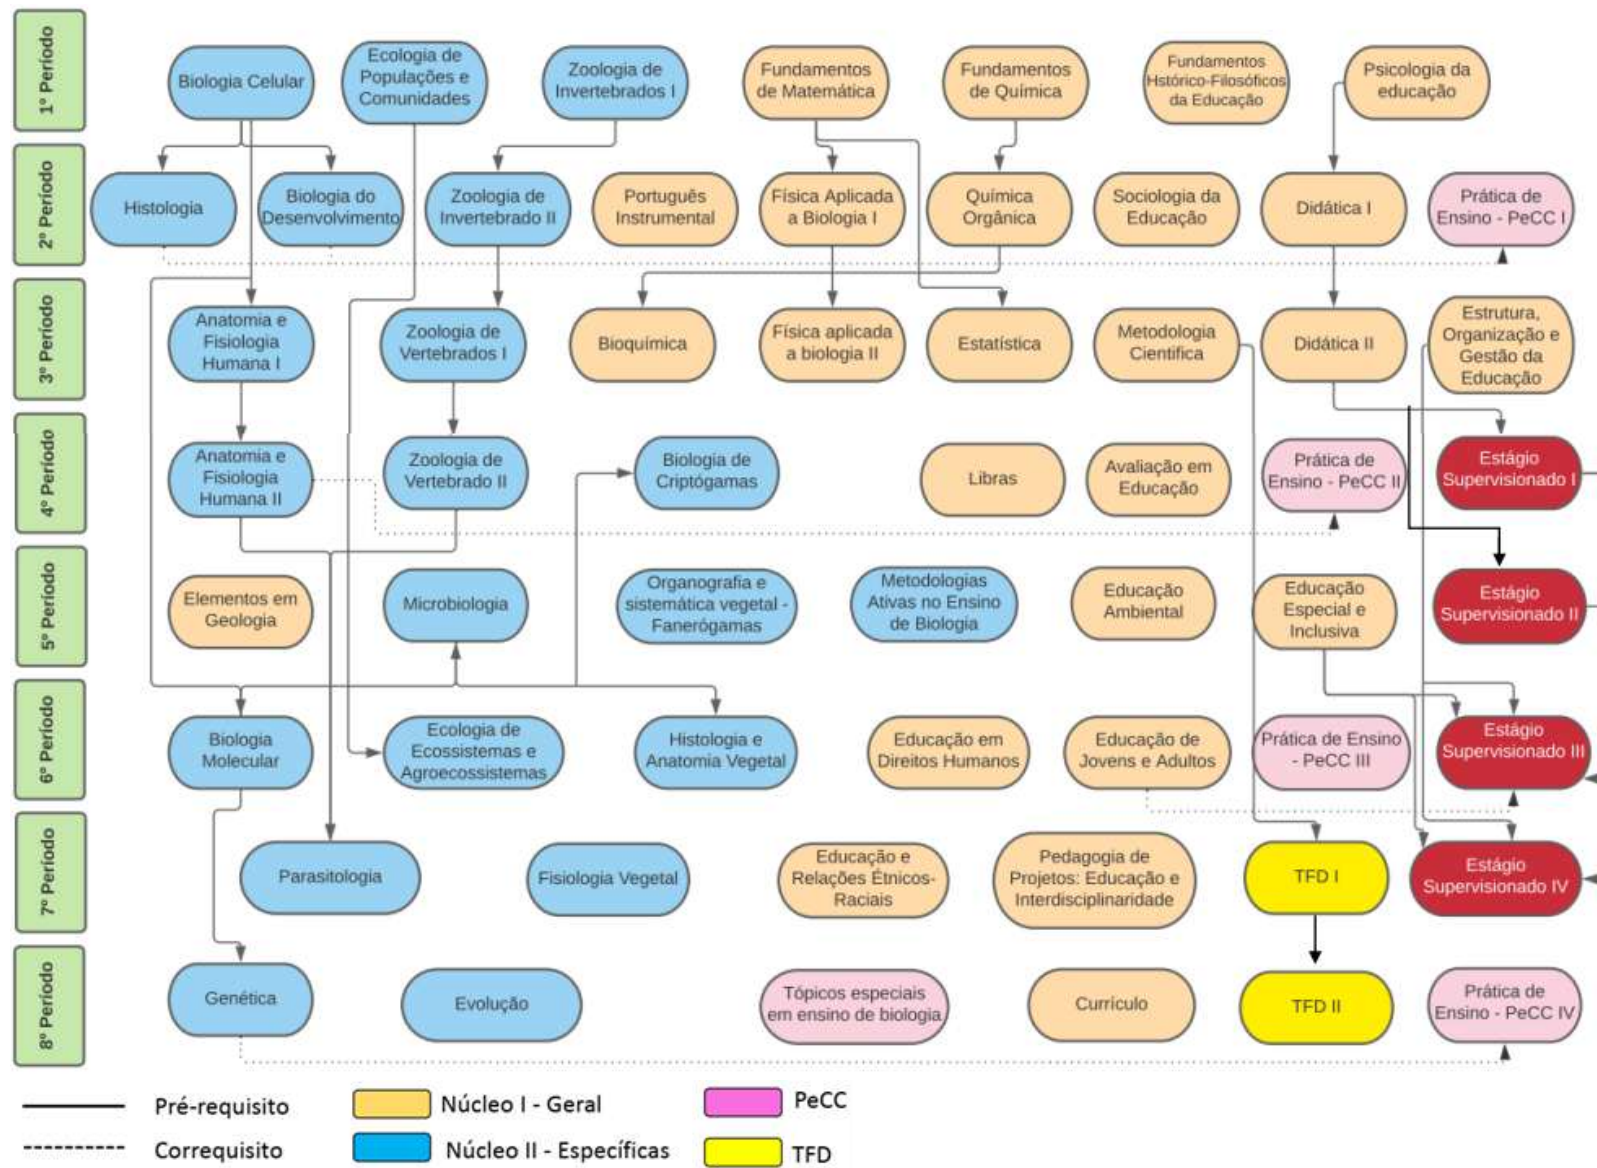 1º Período
Biologia Celular
Ecologia de
Populações e
Comunidades
Zoologia de
Invertebrados I
Fundamentos
de Matemática
Fundamentos
de Química
Fundamentos
Hstórico-Filosóficos
da Educação
Psicologia da
educação
2º Período
Histologia
Biologia do
Desenvolvimento
Zoologia de
Invertebrado II
Português
Instrumental
Física Aplicada
a Biologia I
Química
Orgânica
Sociologia da
Educação
Didática I
Prática de
Ensino - PeCC I
3º Período
Anatomia e
Fisiologia
Humana I
Zoologia de
Vertebrados I
Bioquímica
Física aplicada
a biologia II
Estatística
Metodologia
Cientifica
Didática II
Estrutura,
Organização e
Gestão da
Educação
4º Período
Anatomia e
Fisiologia
Humana II
Zoologia de
Vertebrado II
Biologia de
Criptógamas
Libras
Avaliação em
Educação
Prática de
Ensino - PeCC II
Estágio
Supervisionado I
5º Período
Elementos em
Geologia
Microbiologia
Organografia e
sistemática vegetal -
Fanerógamas
Metodologias
Ativas no Ensino
de Biologia
Educação
Ambiental
Educação
Especial e
Inclusiva
Estágio
Supervisionado II
6º Período
Biologia
Molecular
Ecologia de
Ecossistemas e
Agroecossistemas
Histologia e
Anatomia Vegetal
Educação em
Direitos Humanos
Educação de
Jovens e Adultos
Prática de Ensino
- PeCC III
Estágio
Supervisionado III
7º Período
Parasitologia
Fisiologia Vegetal
Educação e
Relações Étnicos-
Raciais
Pedagogia de
Projetos: Educação e
Interdisciplinaridade
TFD I
Estágio
Supervisionado IV
8º Período
Genética
Evolução
Tópicos especiais
em ensino de biologia
Currículo
TFD II
Prática de
Ensino - PeCC IV
Pré-requisito
Núcleo I - Geral
PeCC
Correquisito
Núcleo II - Específicas
TFD